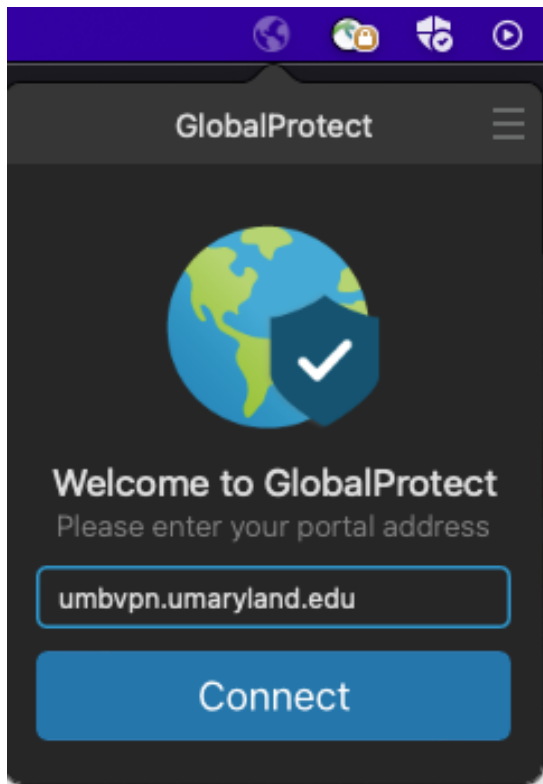 GlobalProtect
Welcome to GlobalProtect
Please enter your portal address
umbvpn.umaryland.edu
Connect